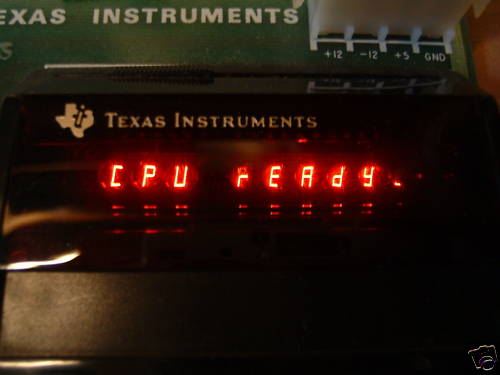 TEXAS INSTRUMENTS
+12 -12 +5 GND
TEXAS INSTRUMENTS
CPU rEAdy.